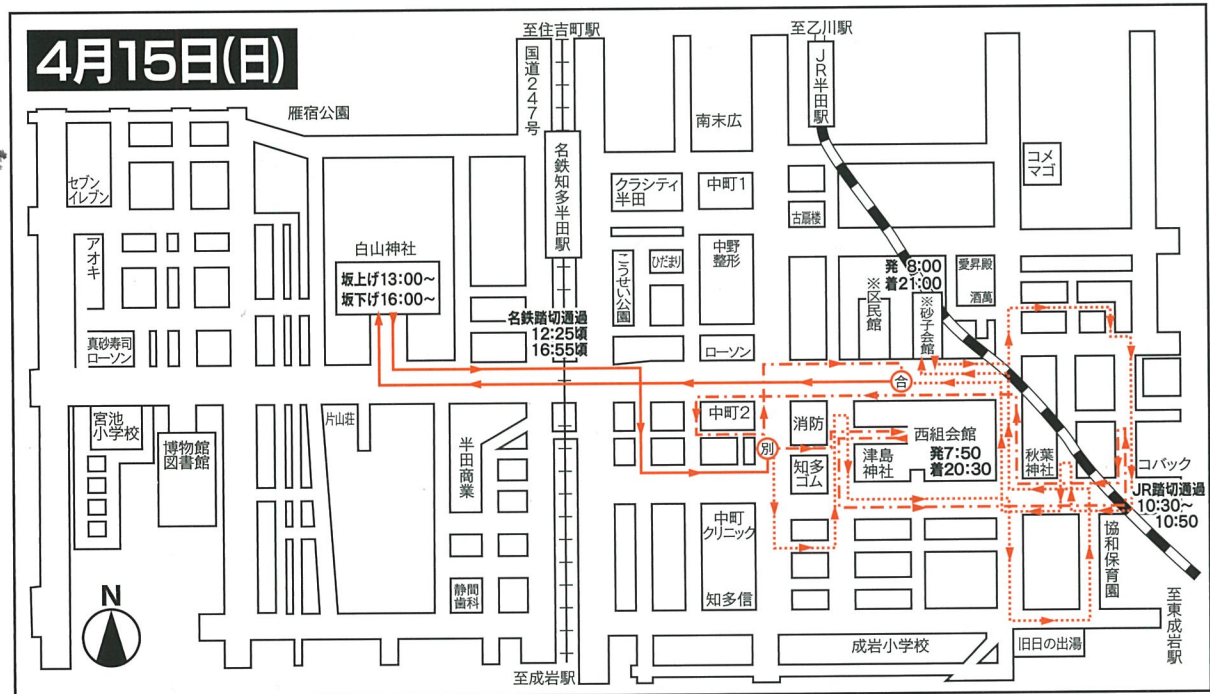 4月15日(日)
至住吉町駅
至乙川駅
国道247号
JR半田駅
雁宿公園
南末広
名鉄知多半田駅
コメマゴ
セブンイレブン
クラシティ半田
中町1
古扇楼
アオキ
白山神社
坂上げ13:00〜
坂下げ16:00〜
こうせい公園
ひだまり
中野整形
発 8:00
着21:00
※区民館
※砂子会館
愛昇殿
酒萬
名鉄踏切通過
12:25頃
16:55頃
真砂寿司
ローソン
ローソン
合
宮池小学校
博物館
図書館
片山荘
半田商業
中町2
別
消防
知多ゴム
津島神社
西組会館
発7:50
着20:30
秋葉神社
コバック
JR踏切通過
10:30〜
10:50
中町クリニック
協和保育園
静間歯科
知多信
N
至成岩駅
成岩小学校
旧日の出湯
至東成岩駅